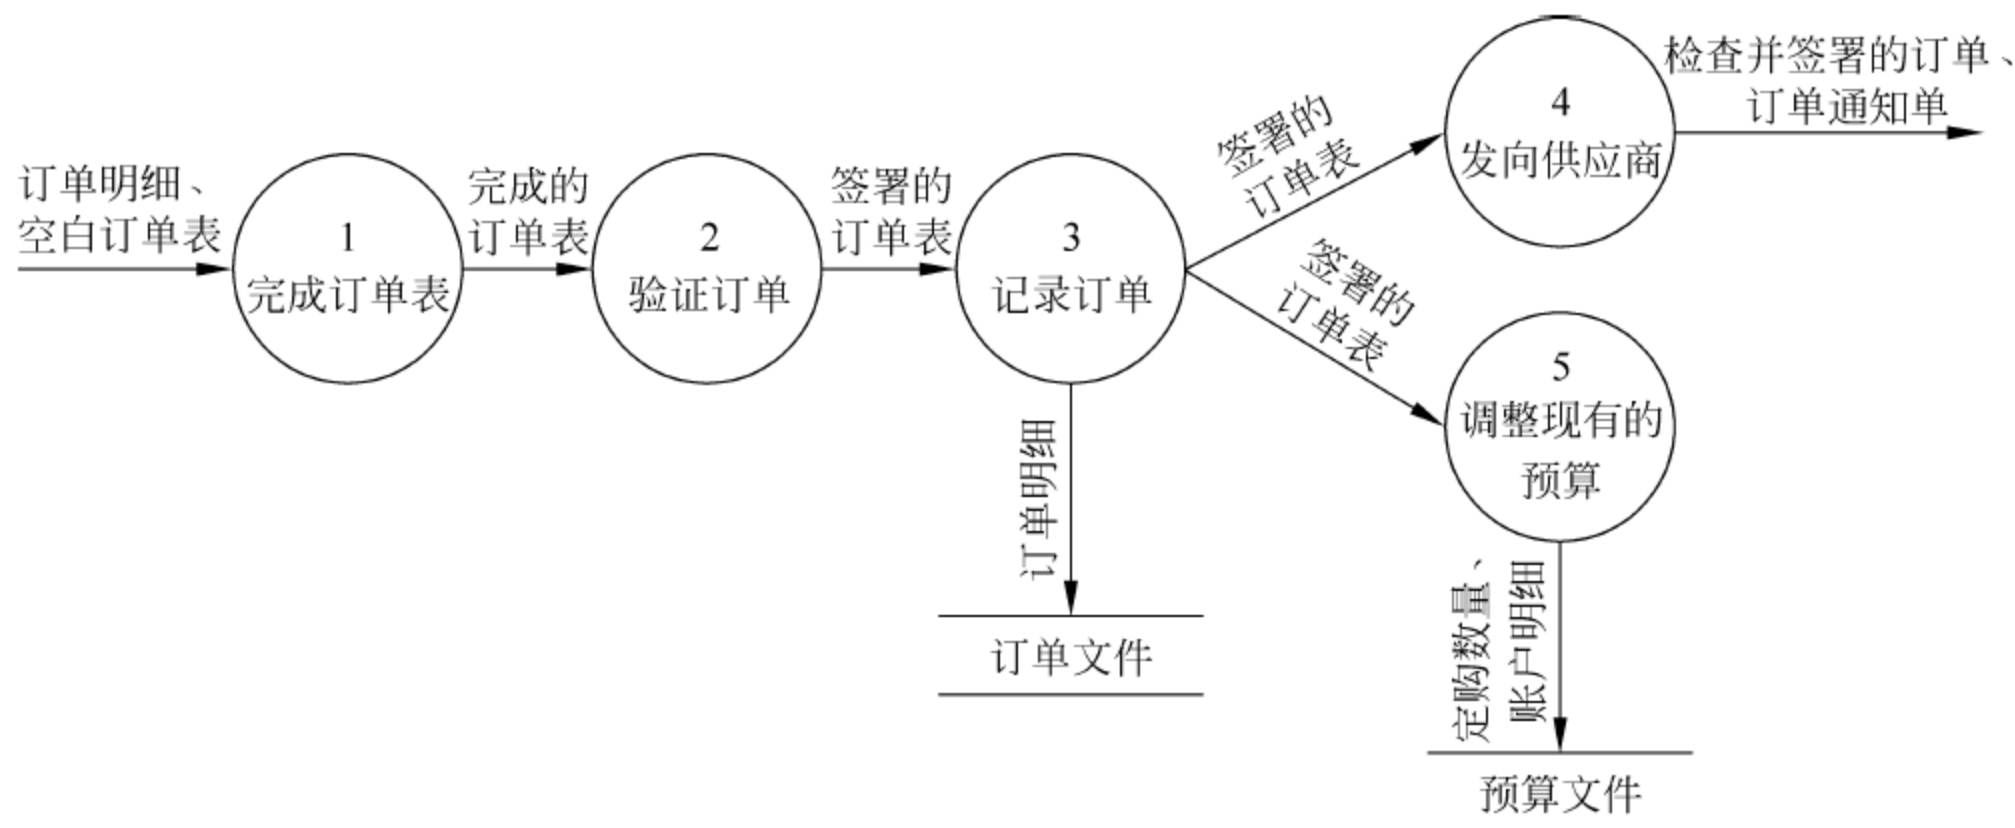 订单明细、
空白订单表
1
完成订单表
完成的
订单表
2
验证订单
签署的
订单表
3
记录订单
签署的
订单表
4
发向供应商
检查并签署的订单、
订单通知单
签署的
订单表
5
调整现有的
预算
订单明细
订单文件
定购数量、
账户明细
预算文件